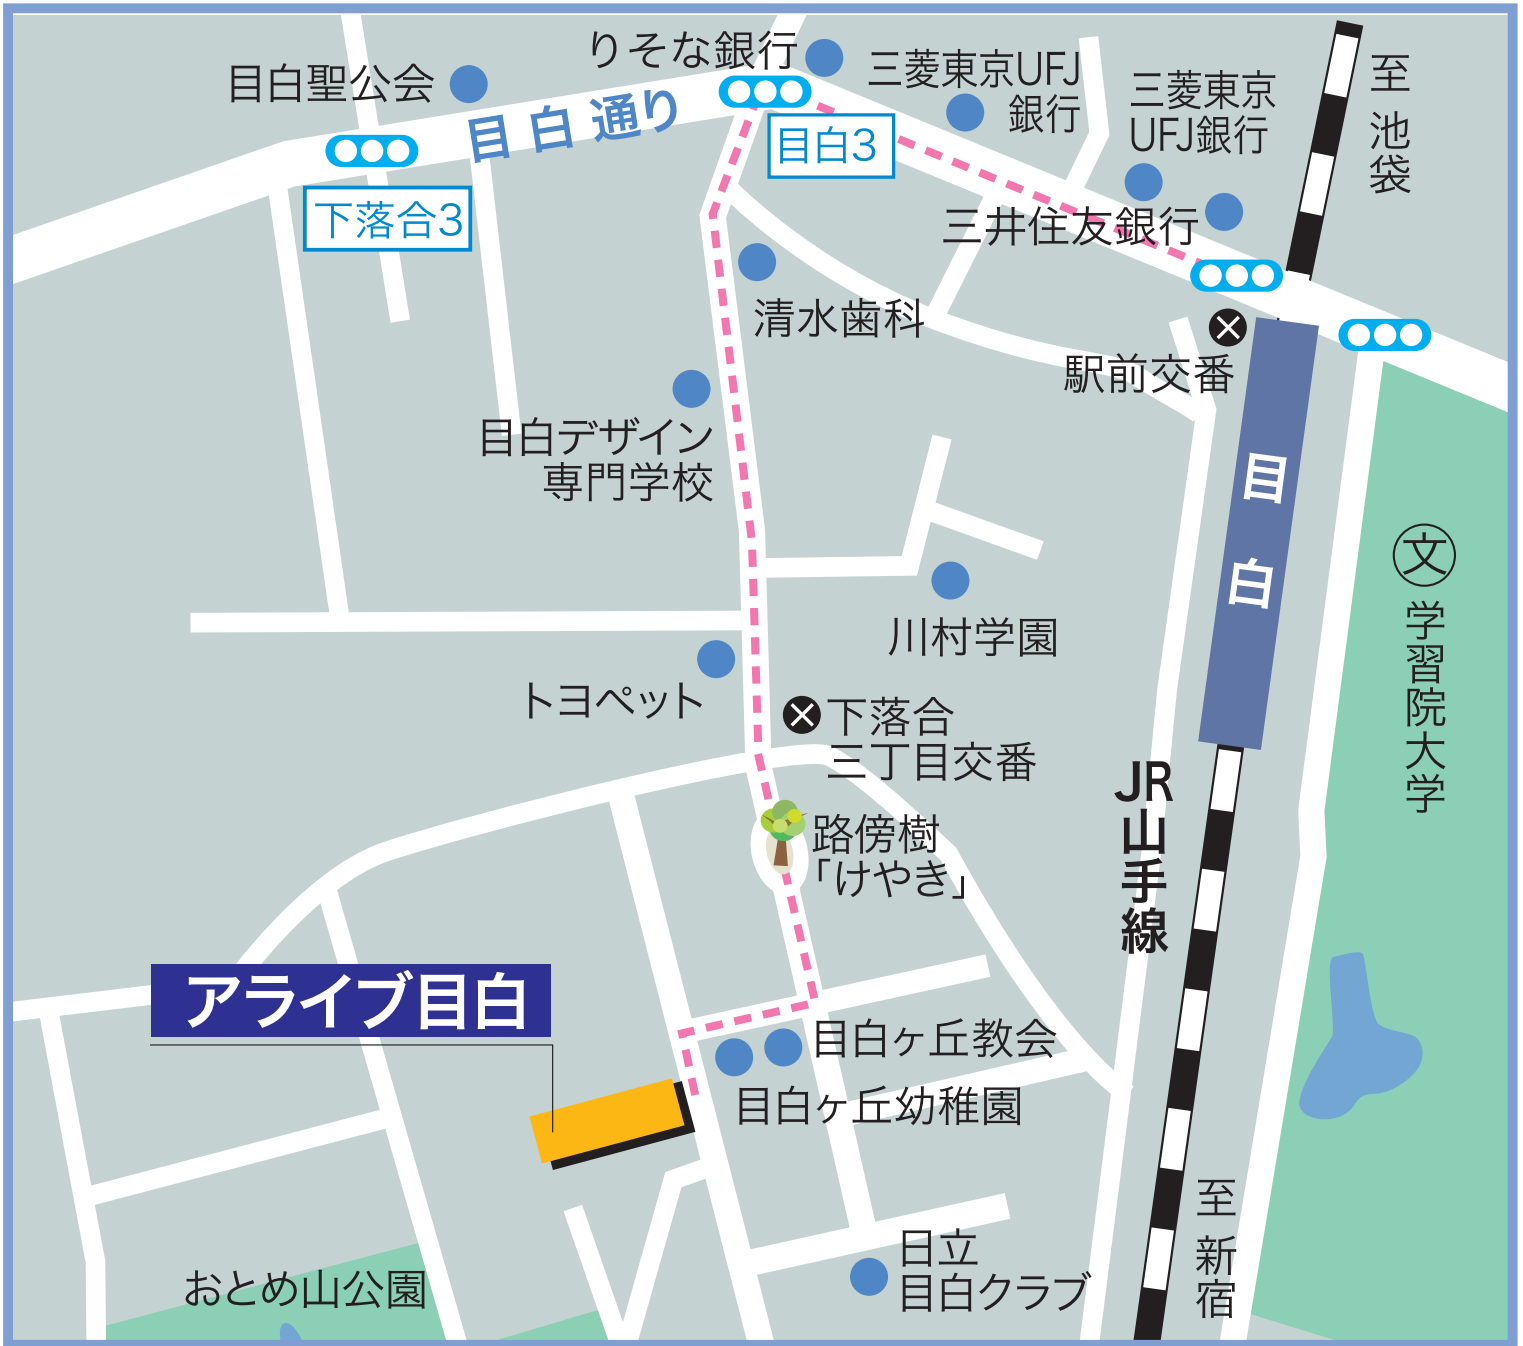 りそな銀行
目白聖公会
三菱東京UFJ
銀行
三菱東京
UFJ銀行
至 池袋
目白通り
目白3
下落合3
三井住友銀行
清水歯科
駅前交番
目白デザイン
専門学校
目白
文
学習院大学
川村学園
トヨペット
下落合
三丁目交番
JR山手線
路傍樹
「けやき」
アライブ目白
目白ヶ丘教会
目白ヶ丘幼稚園
至 新宿
日立
目白クラブ
おとめ山公園